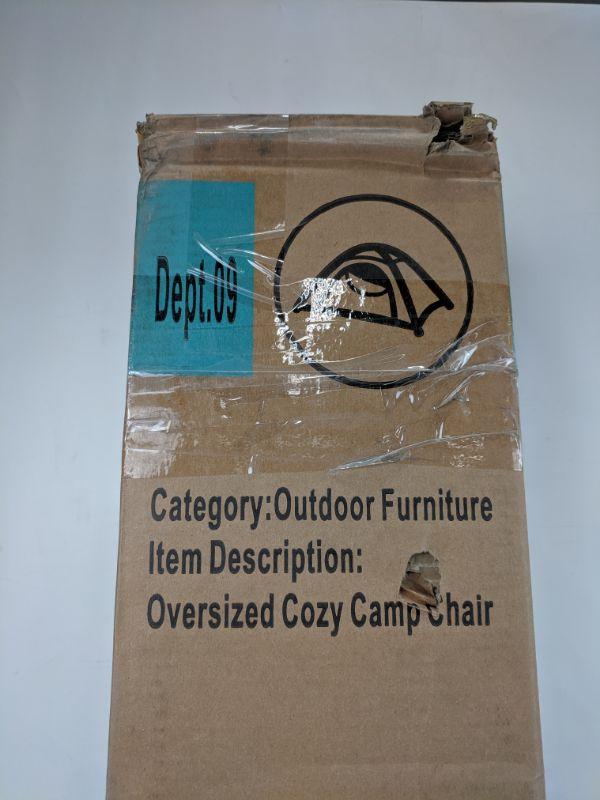 Dept.09
Category:Outdoor Furniture
Item Description:
Oversized Cozy Camp Chair